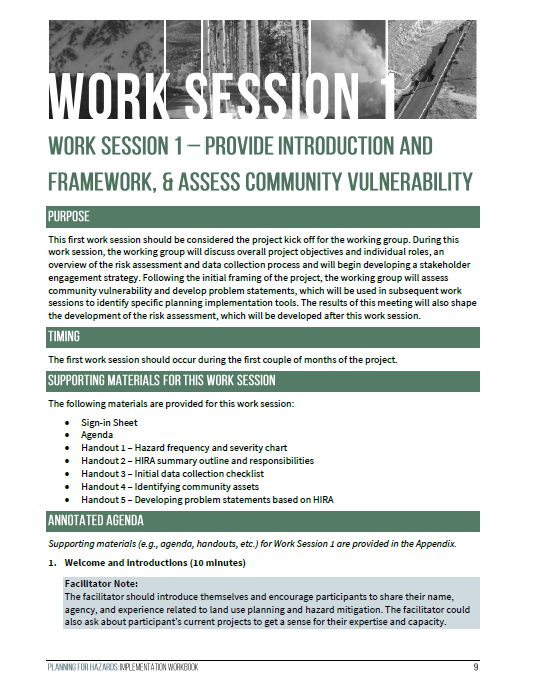 WORK SESSION 1
WORK SESSION 1 – PROVIDE INTRODUCTION AND
FRAMEWORK, & ASSESS COMMUNITY VULNERABILITY
PURPOSE
This first work session should be considered the project kick off for the working group. During this
work session, the working group will discuss overall project objectives and individual roles, an
overview of the risk assessment and data collection process and will begin developing a stakeholder
engagement strategy. Following the initial framing of the project, the working group will assess
community vulnerability and develop problem statements, which will be used in subsequent work
sessions to identify specific planning implementation tools. The results of this meeting will also shape
the development of the risk assessment, which will be developed after this work session.
TIMING
The first work session should occur during the first couple of months of the project.
SUPPORTING MATERIALS FOR THIS WORK SESSION
The following materials are provided for this work session:
• Sign-in Sheet
• Agenda
• Handout 1 – Hazard frequency and severity chart
• Handout 2 – HIRA summary outline and responsibilities
• Handout 3 – Initial data collection checklist
• Handout 4 – Identifying community assets
• Handout 5 – Developing problem statements based on HIRA
ANNOTATED AGENDA
Supporting materials (e.g., agenda, handouts, etc.) for Work Session 1 are provided in the Appendix.
1. Welcome and introductions (10 minutes)
Facilitator Note:
The facilitator should introduce themselves and encourage participants to share their name,
agency, and experience related to land use planning and hazard mitigation. The facilitator could
also ask about participant's current projects to get a sense for their expertise and capacity.
PLANNING FOR HAZARDS: IMPLEMENTATION WORKBOOK 9